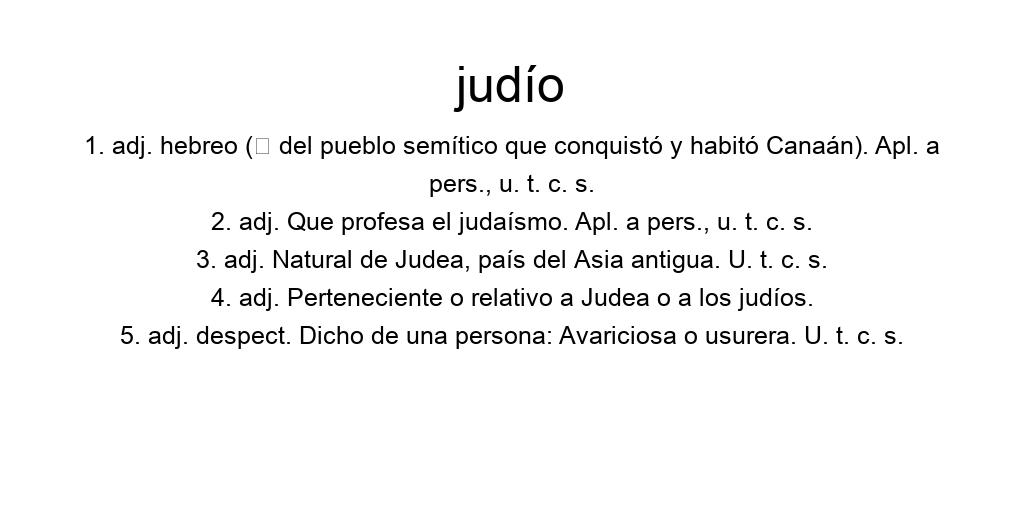 judío
1. adj. hebreo (□ del pueblo semítico que conquistó y habitó Canaán). Apl. a
pers., u. t. c. s.
2. adj. Que profesa el judaísmo. Apl. a pers., u. t. c. s.
3. adj. Natural de Judea, país del Asia antigua. U. t. c. s.
4. adj. Perteneciente o relativo a Judea o a los judíos.
5. adj. despect. Dicho de una persona: Avariciosa o usurera. U. t. c. s.